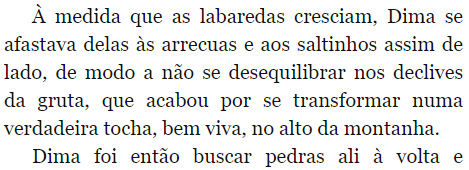 À medida que as labaredas cresciam, Dima se
afastava delas às arrecuas e aos saltinhos assim de
lado, de modo a não se desequilibrar nos declives
da gruta, que acabou por se transformar numa
verdadeira tocha, bem viva, no alto da montanha.
Dima foi então buscar pedras ali à volta e